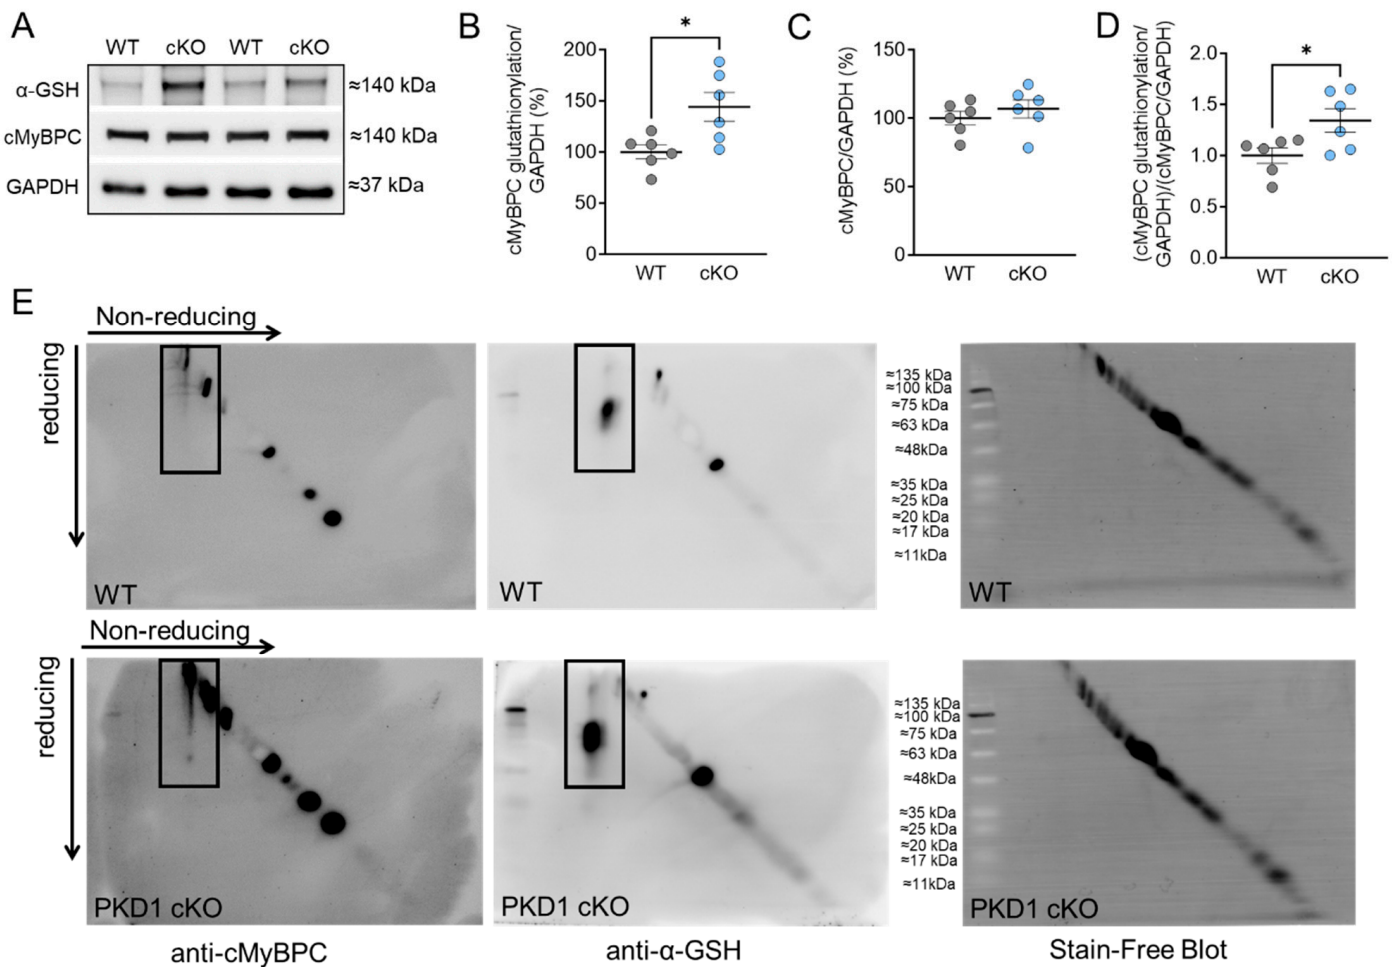 A
WT cKO WT cKO
α-GSH ≈140 kDa
cMyBPC ≈140 kDa
GAPDH ≈37 kDa
B
cMyBPC glutathionylation/
GAPDH (%)
200
150
100
50
0
*
WT cKO
C
cMyBPC/GAPDH (%)
150
100
50
0
WT cKO
D
(cMyBPC glutathionylation/
GAPDH)/(cMyBPC/GAPDH)
2.0
1.5
1.0
0.5
0.0
*
WT cKO
E
Non-reducing
reducing
WT
WT
≈135 kDa
≈100 kDa
≈75 kDa
≈63 kDa
≈48kDa
≈35 kDa
≈25 kDa
≈20 kDa
≈17 kDa
≈11kDa
WT
Non-reducing
reducing
PKD1 cKO
PKD1 cKO
≈135 kDa
≈100 kDa
≈75 kDa
≈63 kDa
≈48kDa
≈35 kDa
≈25 kDa
≈20 kDa
≈17 kDa
≈11kDa
PKD1 cKO
anti-cMyBPC
anti-α-GSH
Stain-Free Blot